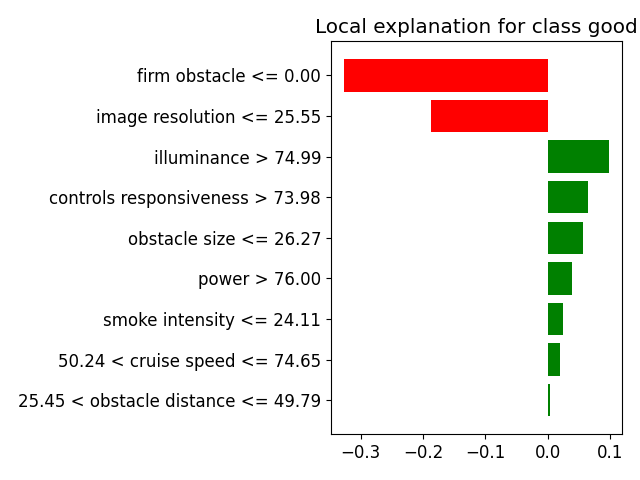 Local explanation for class good
firm obstacle <= 0.00
image resolution <= 25.55
illuminance > 74.99
controls responsiveness > 73.98
obstacle size <= 26.27
power > 76.00
smoke intensity <= 24.11
50.24 < cruise speed <= 74.65
25.45 < obstacle distance <= 49.79
−0.3 −0.2 −0.1 0.0 0.1